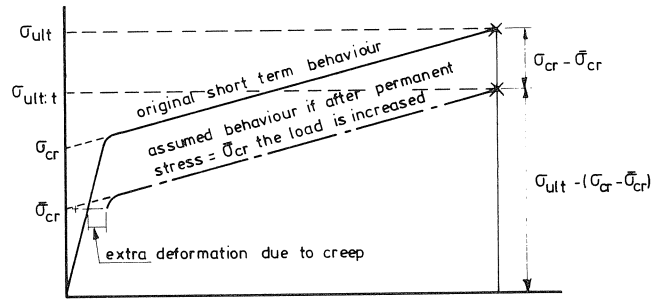 σult
σult:t
σcr
σ̄cr
original short term behaviour
assumed behaviour if after permanent
stress = σ̄cr the load is increased
extra deformation due to creep
σcr – σ̄cr
σult – (σcr – σ̄cr)